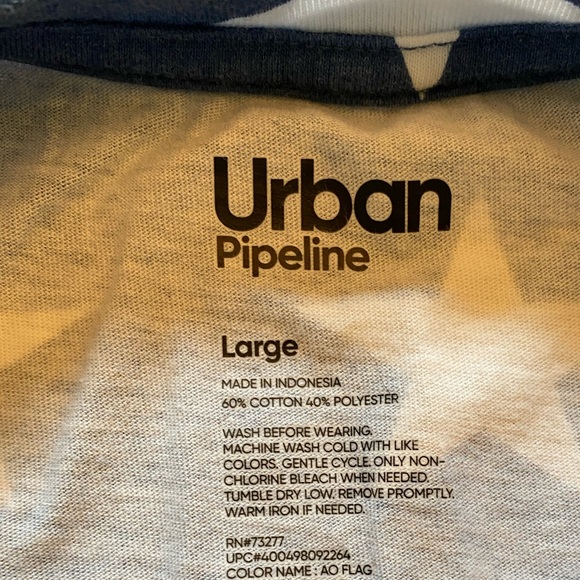 Urban
Pipeline
Large
MADE IN INDONESIA
60% COTTON 40% POLYESTER
WASH BEFORE WEARING.
MACHINE WASH COLD WITH LIKE
COLORS. GENTLE CYCLE. ONLY NON-
CHLORINE BLEACH WHEN NEEDED.
TUMBLE DRY LOW. REMOVE PROMPTLY.
WARM IRON IF NEEDED.
RN#73277
UPC#400498092264
COLOR NAME : AO FLAG